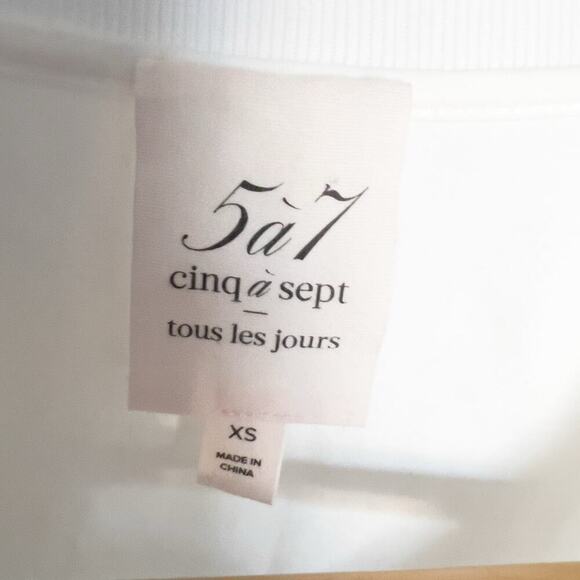 5à7
cinq à sept
tous les jours
XS
MADE IN
CHINA